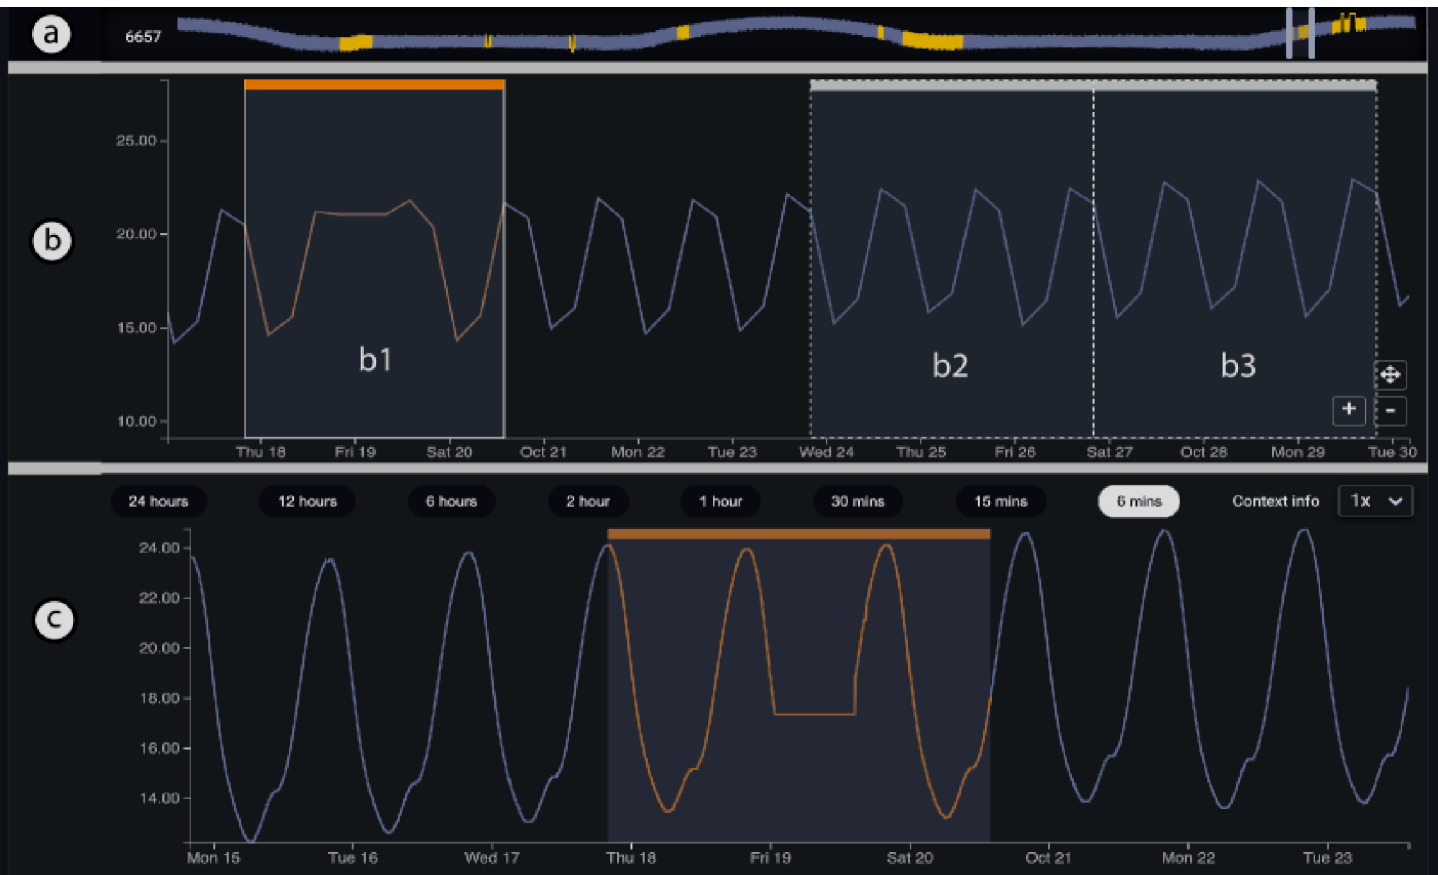 a
6657
25.00
20.00
15.00
10.00
b
b1
b2
b3
+
-
Thu 18 Fri 19 Sat 20 Oct 21 Mon 22 Tue 23 Wed 24 Thu 25 Fri 26 Sat 27 Oct 28 Mon 29 Tue 30
24 hours 12 hours 6 hours 2 hour 1 hour 30 mins 15 mins 6 mins Context info 1x
c
24.00
22.00
20.00
18.00
16.00
14.00
Mon 15 Tue 16 Wed 17 Thu 18 Fri 19 Sat 20 Oct 21 Mon 22 Tue 23